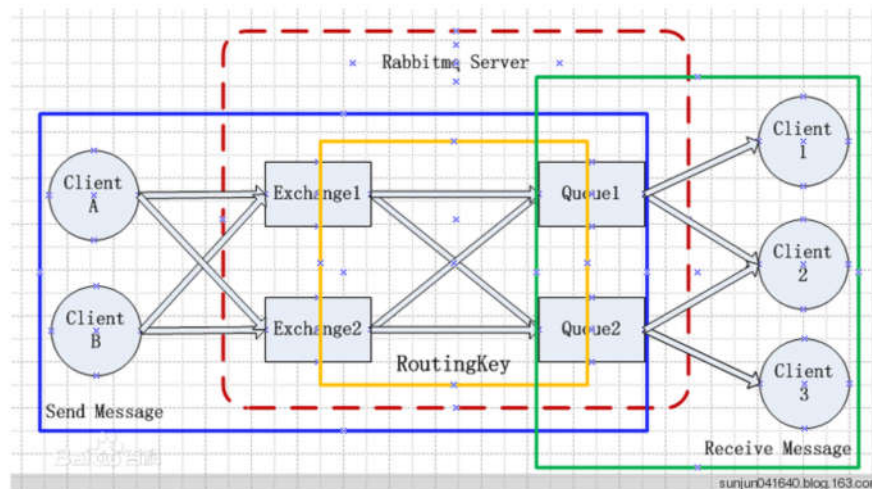 Rabbitmq Server
Client
A
Exchange1
Queue1
Client
1
Client
2
Client
B
Exchange2
Queue2
RoutingKey
Client
3
Send Message
Receive Message
sunjun041640.blog.163.com